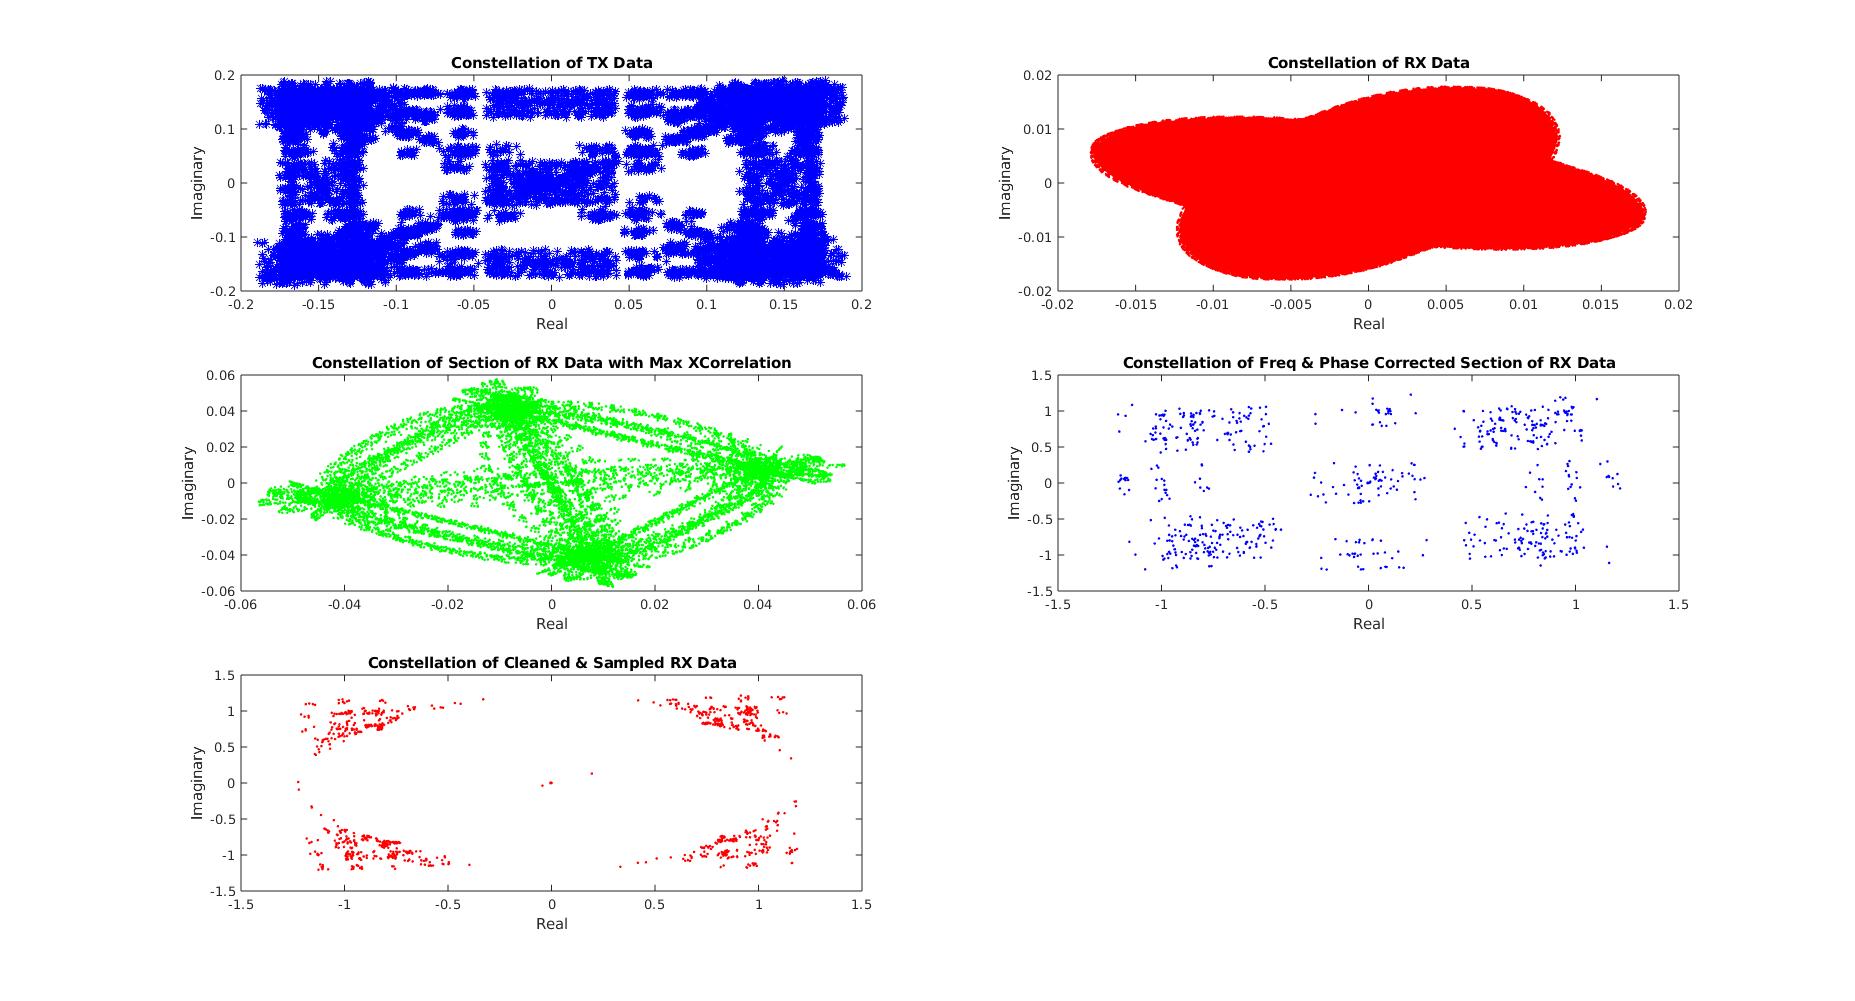 Constellation of TX Data
0.2
0.1
0
-0.1
-0.2
Imaginary
-0.2 -0.15 -0.1 -0.05 0 0.05 0.1 0.15 0.2
Real
Constellation of RX Data
0.02
0.01
0
-0.01
-0.02
Imaginary
-0.02 -0.015 -0.01 -0.005 0 0.005 0.01 0.015 0.02
Real
Constellation of Section of RX Data with Max XCorrelation
0.06
0.04
0.02
0
-0.02
-0.04
-0.06
Imaginary
-0.06 -0.04 -0.02 0 0.02 0.04 0.06
Real
Constellation of Freq & Phase Corrected Section of RX Data
1.5
1
0.5
0
-0.5
-1
-1.5
Imaginary
-1.5 -1 -0.5 0 0.5 1 1.5
Real
Constellation of Cleaned & Sampled RX Data
1.5
1
0.5
0
-0.5
-1
-1.5
Imaginary
-1.5 -1 -0.5 0 0.5 1 1.5
Real